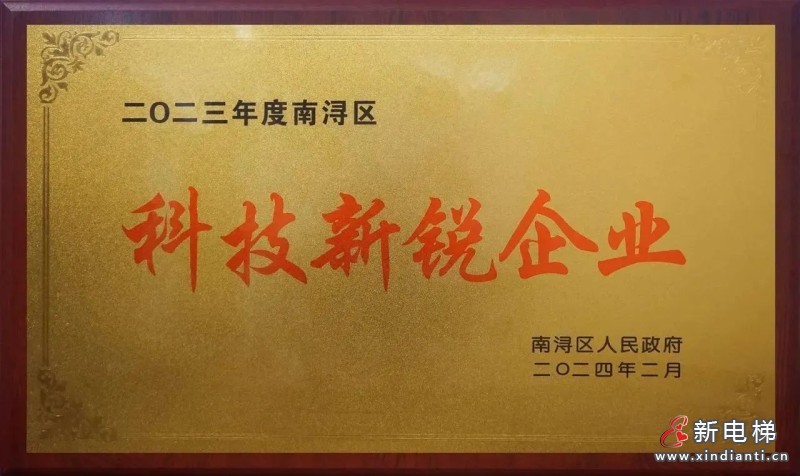 二〇二三年度南浔区
科技新锐企业
南浔区人民政府
二〇二四年二月
新电梯
www.xindianti.cn